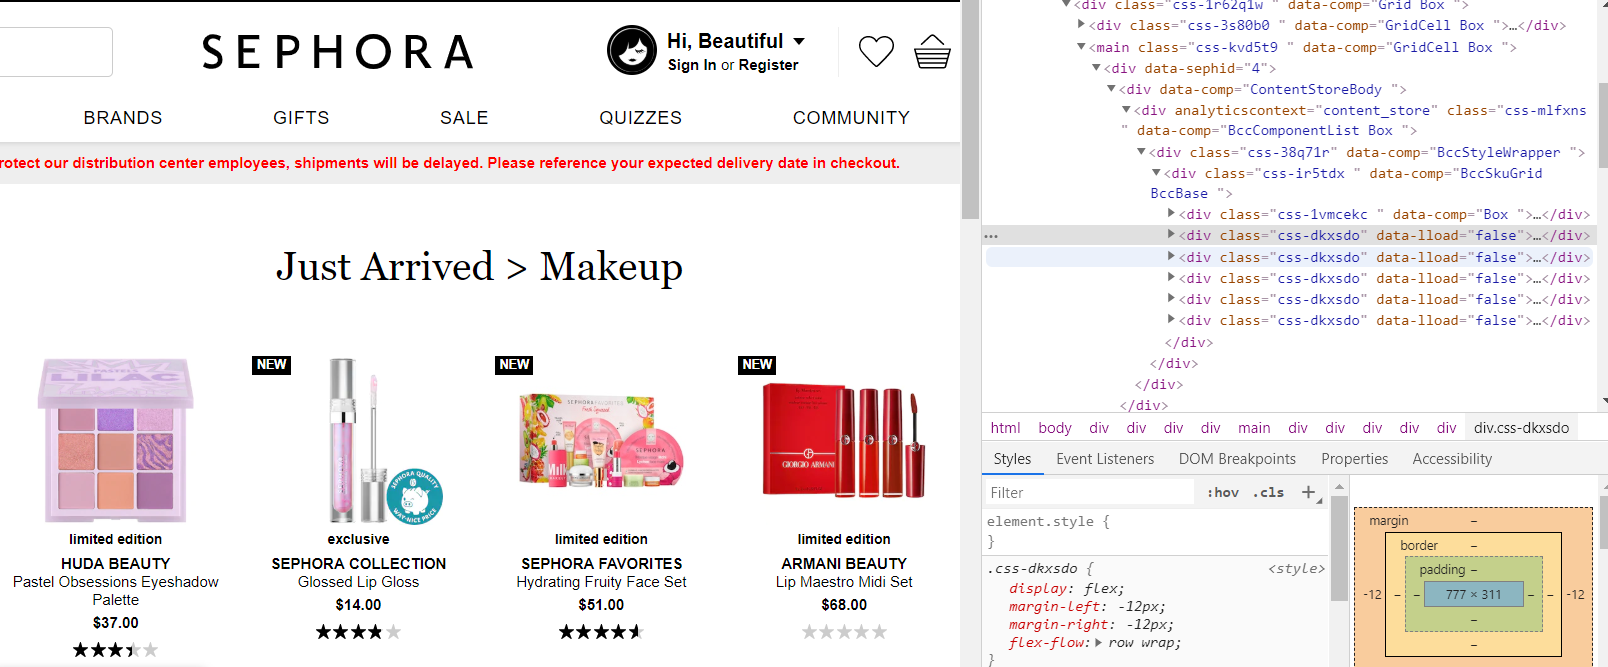 SEPHORA
Hi, Beautiful
Sign In or Register
BRANDS GIFTS SALE QUIZZES COMMUNITY
rotect our distribution center employees, shipments will be delayed. Please reference your expected delivery date in checkout.
Just Arrived > Makeup
LILAC
limited edition
HUDA BEAUTY
Pastel Obsessions Eyeshadow
Palette
$37.00
NEW
SEPHORA QUALITY
WAY-NICE PRICE
exclusive
SEPHORA COLLECTION
Glossed Lip Gloss
$14.00
NEW
SEPHORA FAVORITES
SEPHORA
Milk
limited edition
SEPHORA FAVORITES
Hydrating Fruity Face Set
$51.00
NEW
GIORGIO ARMANI
limited edition
ARMANI BEAUTY
Lip Maestro Midi Set
$68.00
<div class="css-1r62q1w " data-comp="Grid Box ">
<div class="css-3s80b0 " data-comp="GridCell Box ">…</div>
<main class="css-kvd5t9 " data-comp="GridCell Box ">
<div data-sephid="4">
<div data-comp="ContentStoreBody ">
<div analyticscontext="content_store" class="css-mlfxns
" data-comp="BccComponentList Box ">
<div class="css-38q71r" data-comp="BccStyleWrapper ">
<div class="css-ir5tdx " data-comp="BccSkuGrid
BccBase ">
<div class="css-1vmcekc " data-comp="Box ">…</div>
<div class="css-dkxsdo" data-lload="false">…</div>
<div class="css-dkxsdo" data-lload="false">…</div>
<div class="css-dkxsdo" data-lload="false">…</div>
<div class="css-dkxsdo" data-lload="false">…</div>
<div class="css-dkxsdo" data-lload="false">…</div>
</div>
</div>
</div>
</div>
html body div div div div main div div div div div div.css-dkxsdo
Styles Event Listeners DOM Breakpoints Properties Accessibility
Filter :hov .cls +
element.style {
}
.css-dkxsdo { <style>
display: flex;
margin-left: -12px;
margin-right: -12px;
flex-flow: row wrap;
}
margin –
border –
padding –
-12 – – 777 × 311 – – -12
–
–